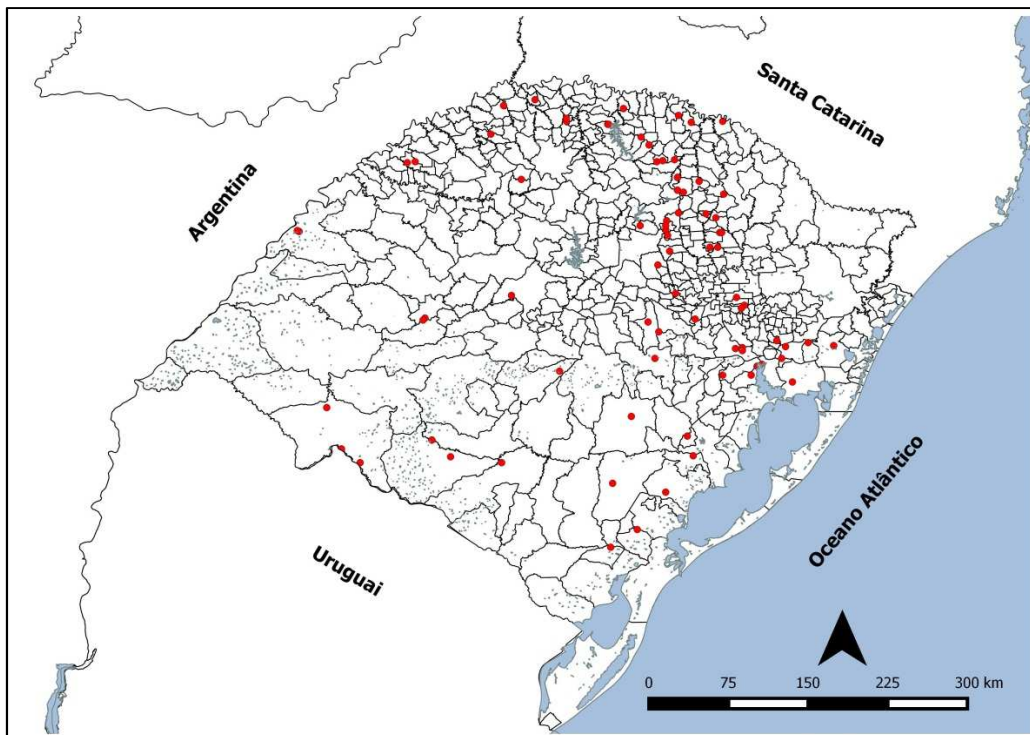 Santa Catarina
Argentina
Oceano Atlântico
Uruguai
0 75 150 225 300 km